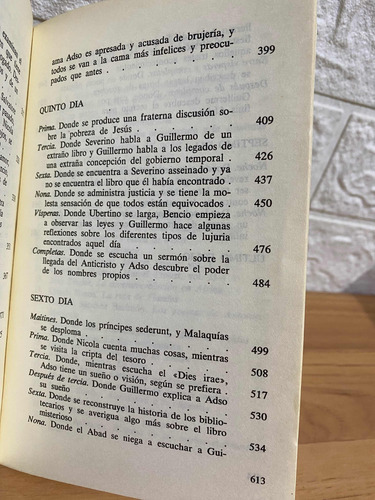 ama Adso es apresada y acusada de brujería, y
todos se van a la cama más infelices y preocu-
pados que antes . . . . . . . . . . 399
QUINTO DIA
Prima. Donde se produce una fraterna discusión so-
bre la pobreza de Jesús . . . . . . . 409
Tercia. Donde Severino habla a Guillermo de un
extraño libro y Guillermo habla a los legados de
una extraña concepción del gobierno temporal . 426
Sexta. Donde se encuentra a Severino asesinado y ya
no se encuentra el libro que él había encontrado . 437
Nona. Donde se administra justicia y se tiene la mo-
lesta sensación de que todos están equivocados . 450
Vísperas. Donde Ubertino se larga, Bencio empieza
a observar las leyes y Guillermo hace algunas
reflexiones sobre los diferentes tipos de lujuria
encontrados aquel día . . . . . . . 476
Completas. Donde se escucha un sermón sobre la
llegada del Anticristo y Adso descubre el poder
de los nombres propios . . . . . . . 484
SEXTO DIA
Maitines. Donde los príncipes sederunt, y Malaquías
se desploma . . . . . . . . . . 499
Prima. Donde Nicola cuenta muchas cosas, mientras
se visita la cripta del tesoro . . . . . . 508
Tercia. Donde, mientras escucha el «Dies irae»,
Adso tiene un sueño o visión, según se prefiera . 517
Después de tercia. Donde Guillermo explica a Adso
su sueño . . . . . . . . . . . 530
Sexta. Donde se reconstruye la historia de los biblio-
tecarios y se averigua algo más sobre el libro
misterioso . . . . . . . . . . 534
Nona. Donde el Abad se niega a escuchar a Gui-
613